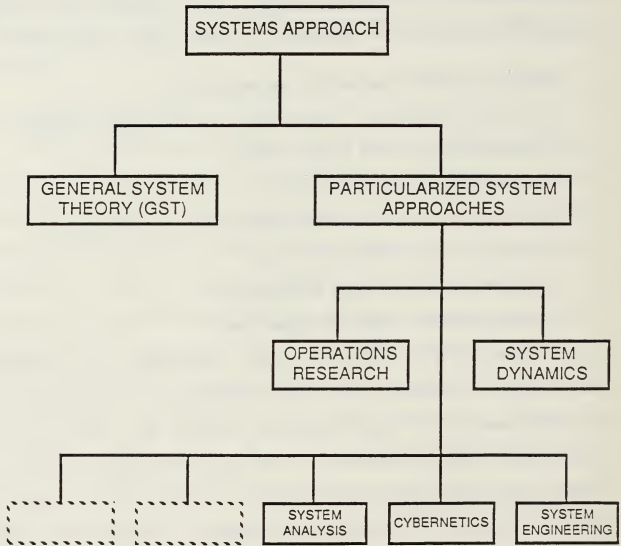 SYSTEMS APPROACH
GENERAL SYSTEM
THEORY (GST)
PARTICULARIZED SYSTEM
APPROACHES
OPERATIONS
RESEARCH
SYSTEM
DYNAMICS
SYSTEM
ANALYSIS
CYBERNETICS
SYSTEM
ENGINEERING